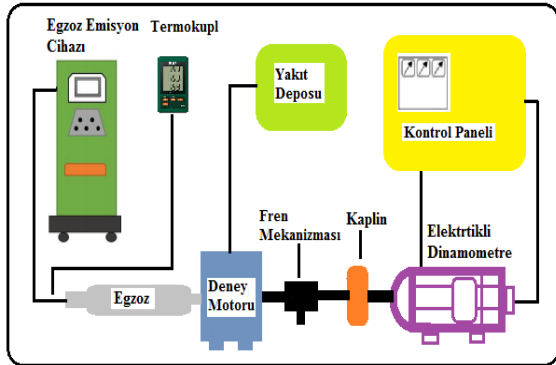 Egzoz Emisyon
Cihazı
Termokupl
Yakıt
Deposu
Kontrol Paneli
Fren
Mekanizması
Kaplin
Elektrtikli
Dinamometre
Egzoz
Deney
Motoru